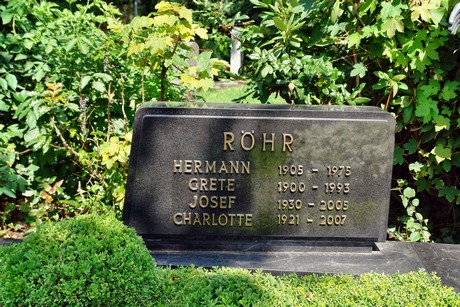 RÖHR
HERMANN 1905 - 1975
GRETE 1900 - 1993
JOSEF 1930 - 2005
CHARLOTTE 1921 - 2007